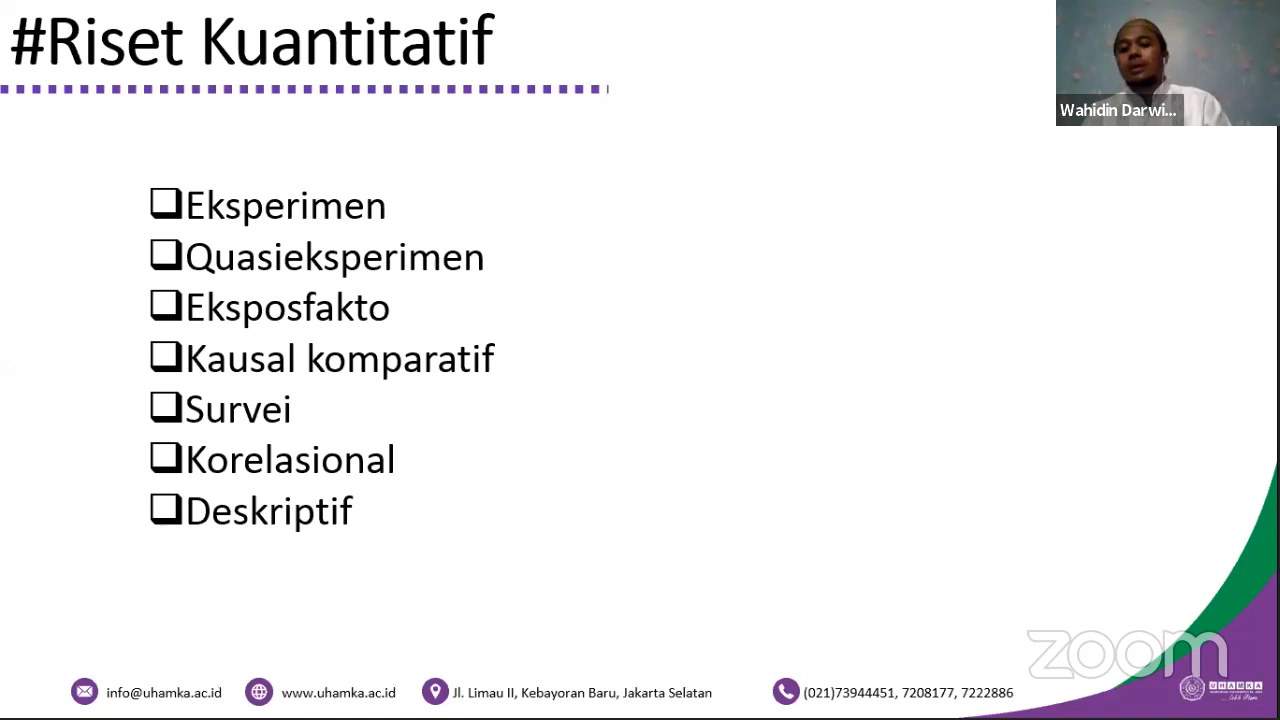 #Riset Kuantitatif
Wahidin Darwi...
Eksperimen
Quasieksperimen
Eksposfakto
Kausal komparatif
Survei
Korelasional
Deskriptif
zoom
info@uhamka.ac.id
www.uhamka.ac.id
Jl. Limau II, Kebayoran Baru, Jakarta Selatan
(021)73944451, 7208177, 7222886
UHAMKA